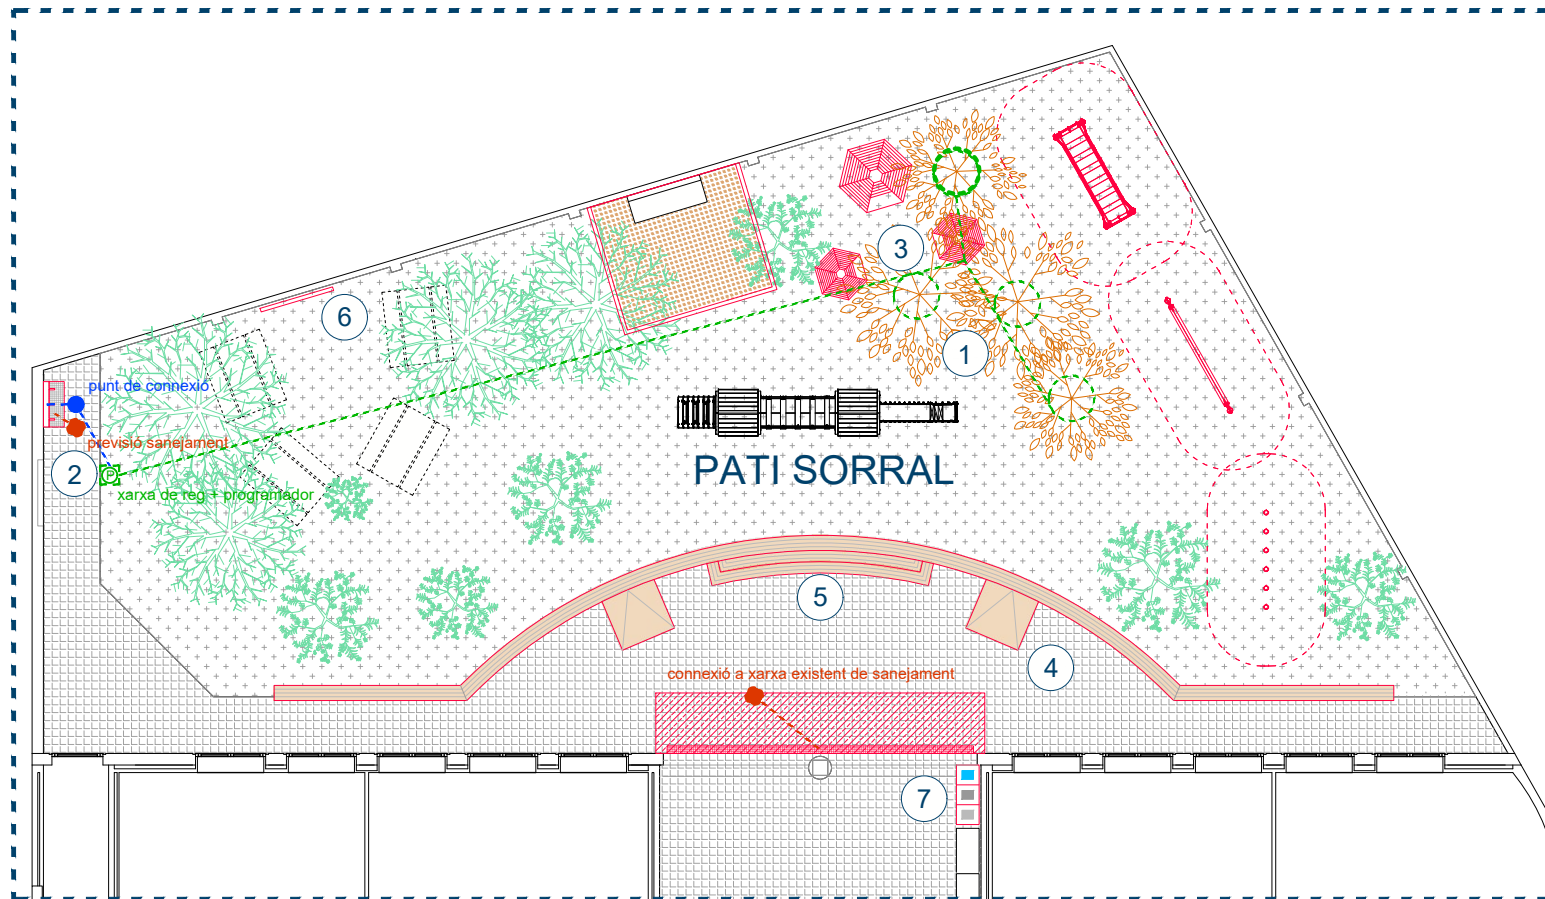 3
6
1
punt de connexió
previsió sanejament
2
P
xarxa de reg + programador
PATI SORRAL
5
4
connexió a xarxa existent de sanejament
7